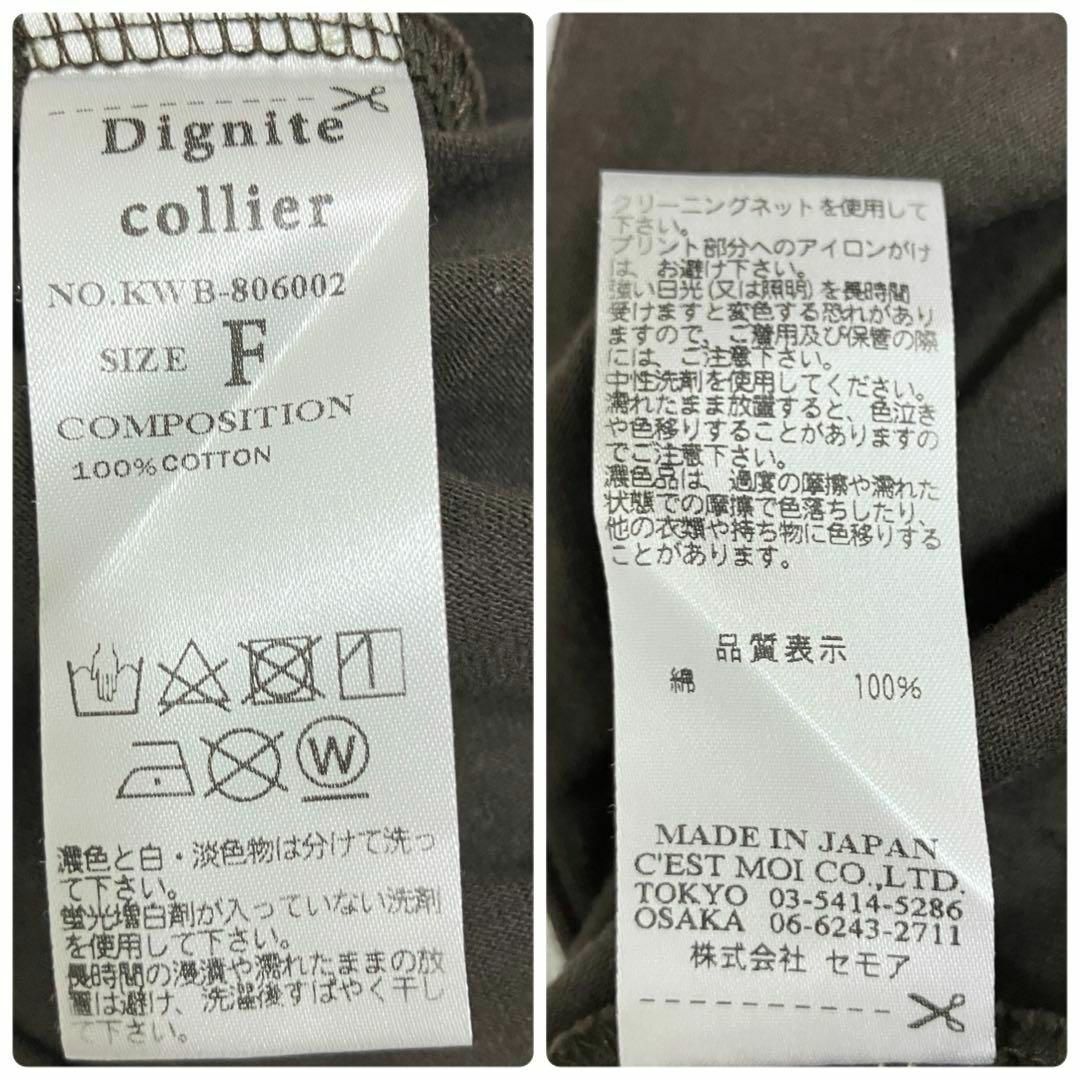 Dignite
collier
NO.KWB-806002
SIZE F
COMPOSITION
100%COTTON
W
濃色と白・淡色物は分けて洗っ
て下さい。
蛍光増白剤が入っていない洗剤
を使用して下さい。
長時間の浸漬や濡れたままの放
置は避け、洗濯後すばやく干し
て下さい。
クリーニングネットを使用して
下さい。
プリント部分へのアイロンがけ
は、お避け下さい。
強い日光(又は照明)を長時間
受けますと変色する恐れがあり
ますので、ご着用及び保管の際
には、ご注意下さい。
中性洗剤を使用してください。
濡れたまま放置すると、色泣き
や色移りすることがありますの
でご注意下さい。
濃色品は、過度の摩擦や濡れた
状態での摩擦で色落ちしたり、
他の衣類や持ち物に色移りする
ことがあります。
品質表示
綿 100%
MADE IN JAPAN
C'EST MOI CO.,LTD.
TOKYO 03-5414-5286
OSAKA 06-6243-2711
株式会社 セモア